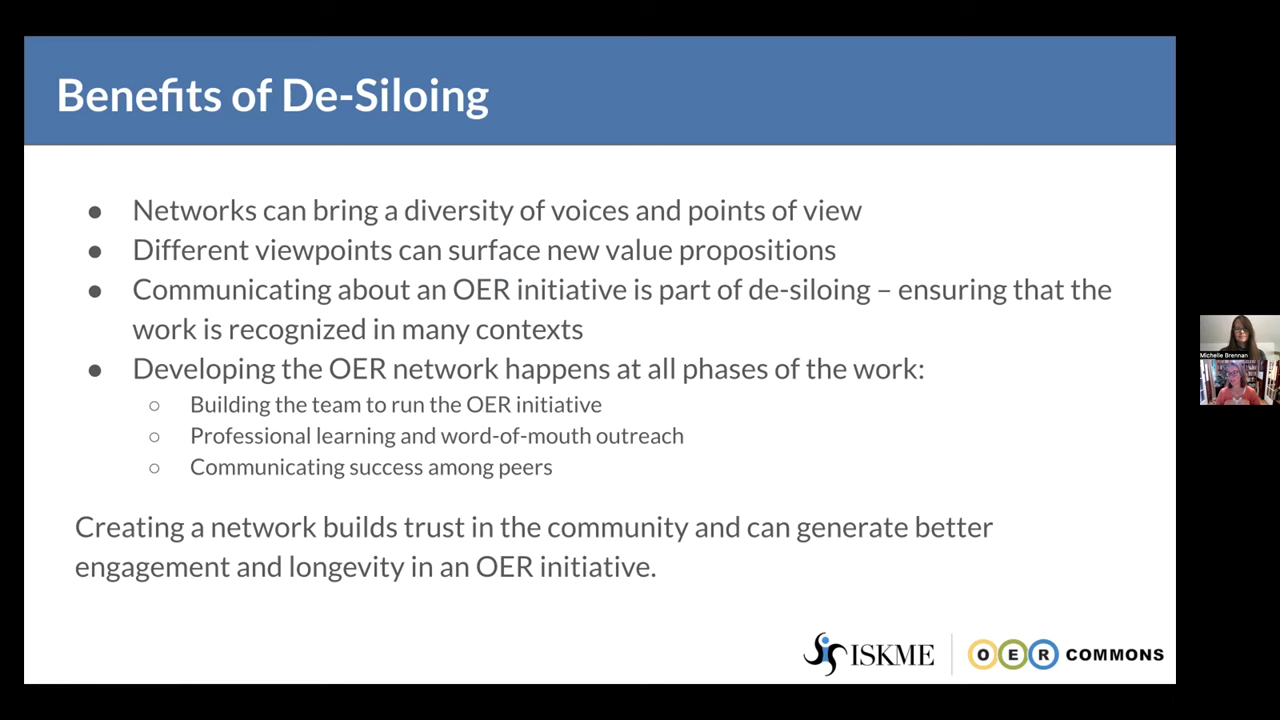 Benefits of De-Siloing
● Networks can bring a diversity of voices and points of view
● Different viewpoints can surface new value propositions
● Communicating about an OER initiative is part of de-siloing – ensuring that the
work is recognized in many contexts
● Developing the OER network happens at all phases of the work:
○ Building the team to run the OER initiative
○ Professional learning and word-of-mouth outreach
○ Communicating success among peers
Creating a network builds trust in the community and can generate better
engagement and longevity in an OER initiative.
ISKME
OER COMMONS
Michelle Brennan